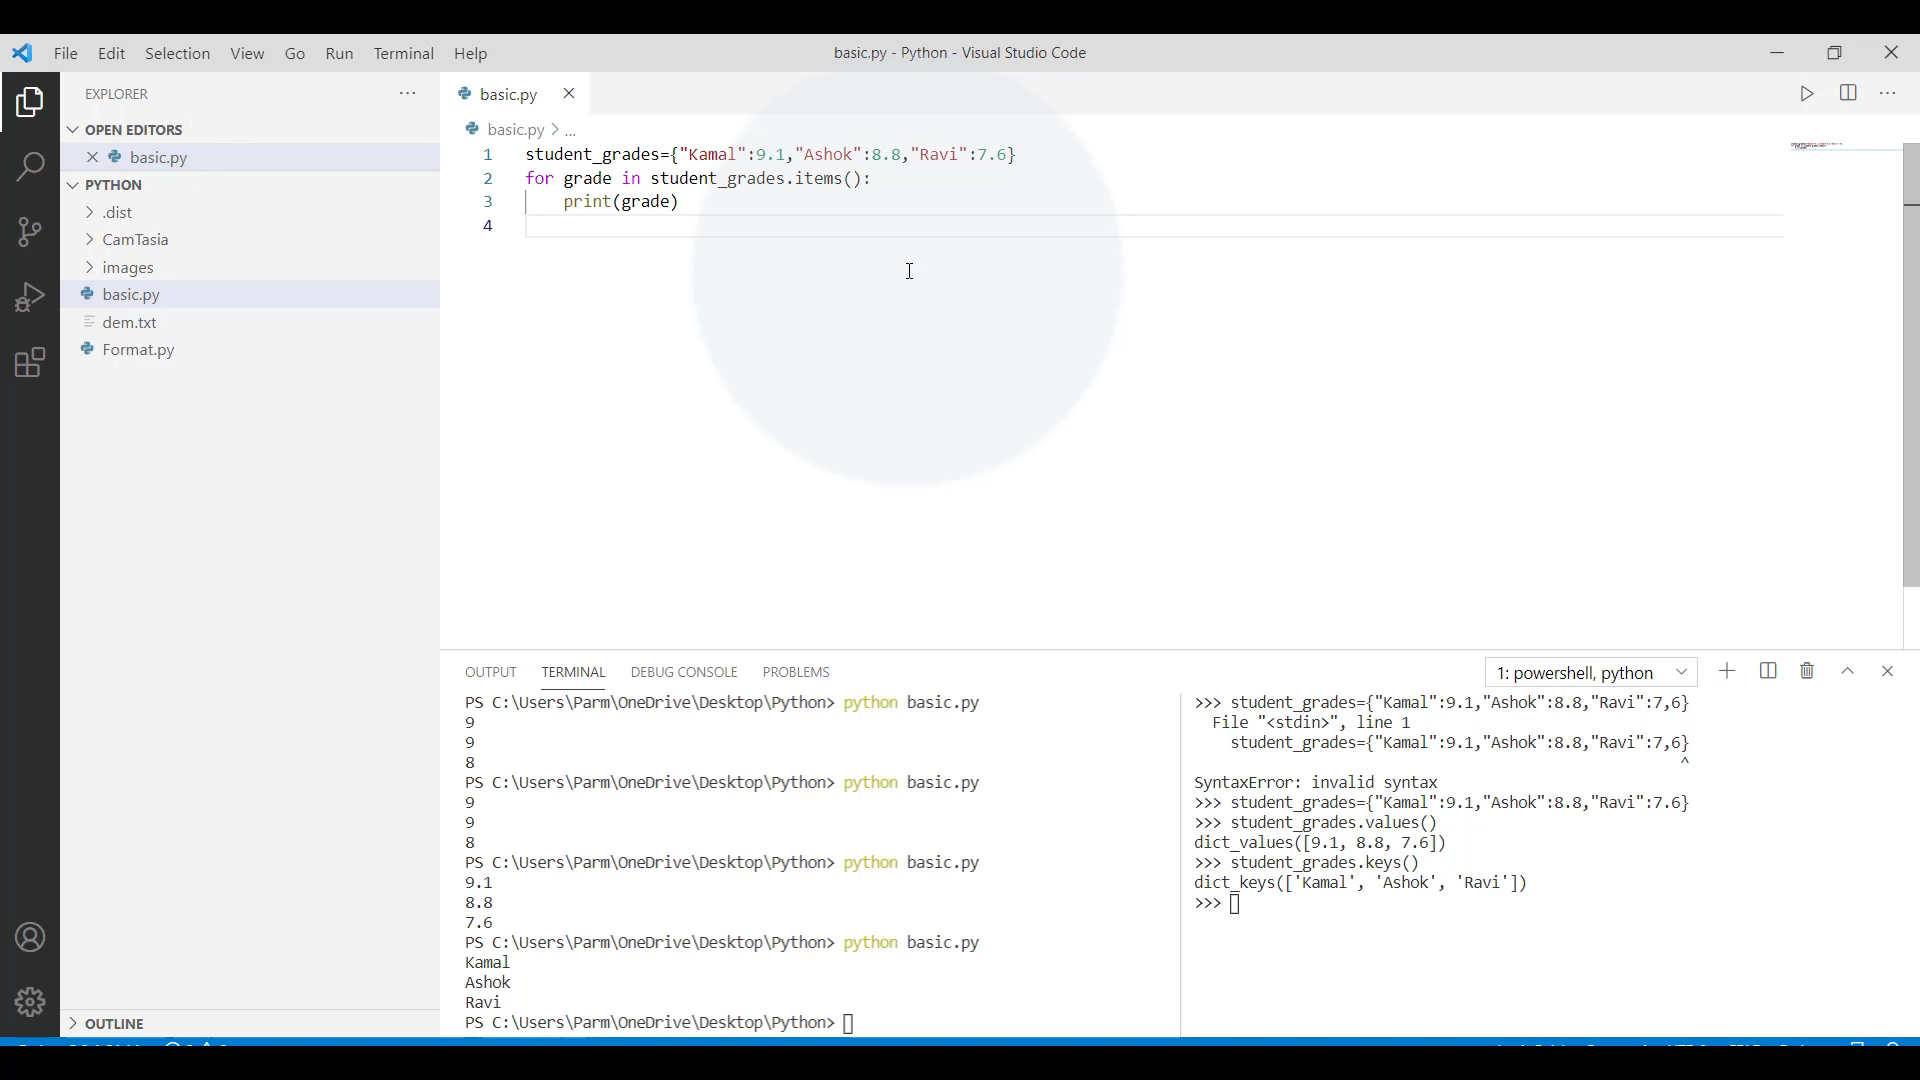 File Edit Selection View Go Run Terminal Help
basic.py - Python - Visual Studio Code
EXPLORER ...
OPEN EDITORS
basic.py
PYTHON
.dist
CamTasia
images
basic.py
dem.txt
Format.py
OUTLINE
basic.py
basic.py > ...
1 student_grades={"Kamal":9.1,"Ashok":8.8,"Ravi":7.6}
2 for grade in student_grades.items():
3     print(grade)
4
OUTPUT TERMINAL DEBUG CONSOLE PROBLEMS
1: powershell, python
PS C:\Users\Parm\OneDrive\Desktop\Python> python basic.py
9
9
8
PS C:\Users\Parm\OneDrive\Desktop\Python> python basic.py
9
9
8
PS C:\Users\Parm\OneDrive\Desktop\Python> python basic.py
9.1
8.8
7.6
PS C:\Users\Parm\OneDrive\Desktop\Python> python basic.py
Kamal
Ashok
Ravi
PS C:\Users\Parm\OneDrive\Desktop\Python>
>>> student_grades={"Kamal":9.1,"Ashok":8.8,"Ravi":7,6}
  File "<stdin>", line 1
    student_grades={"Kamal":9.1,"Ashok":8.8,"Ravi":7,6}
^
SyntaxError: invalid syntax
>>> student_grades={"Kamal":9.1,"Ashok":8.8,"Ravi":7.6}
>>> student_grades.values()
dict_values([9.1, 8.8, 7.6])
>>> student_grades.keys()
dict_keys(['Kamal', 'Ashok', 'Ravi'])
>>>